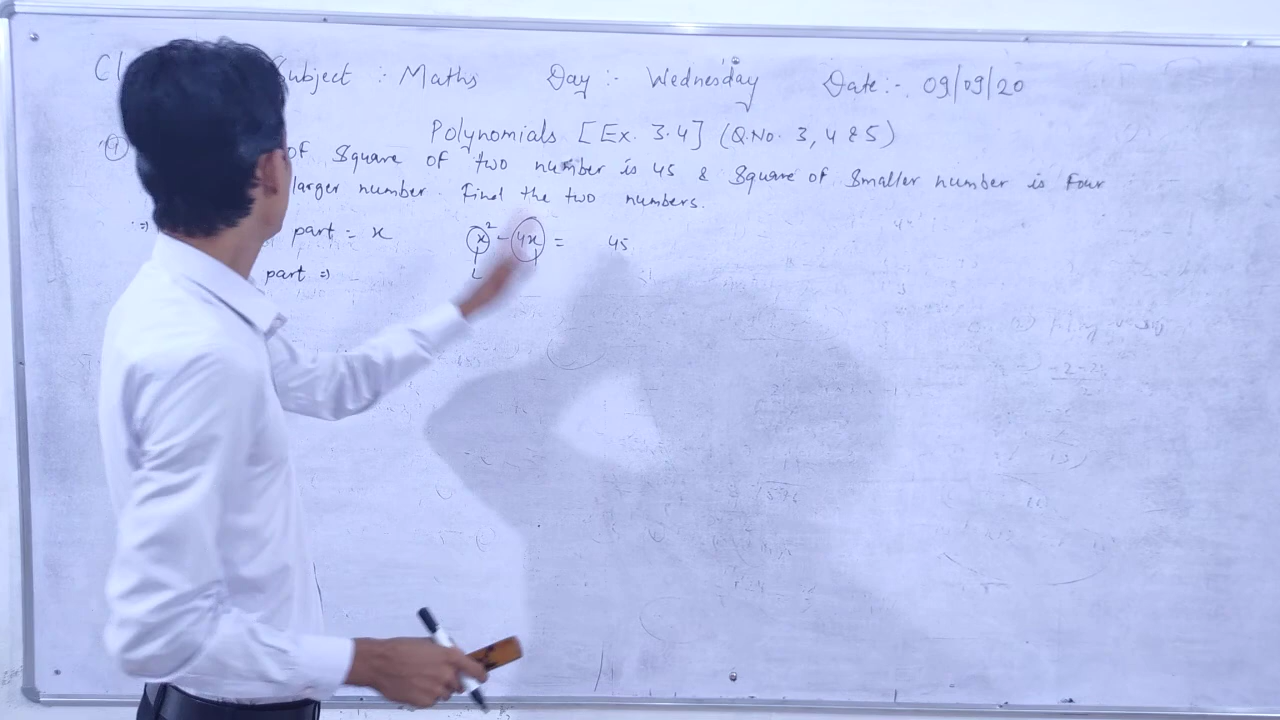 Cl Subject :- Maths Day :- Wednesday Date :- 09/09/20
Polynomials [Ex. 3.4] (Q.No. 3, 4 & 5)
of Square of two number is 45 & Square of Smaller number is Four
larger number. Find the two numbers.
⇒ part = x x² - 4x = 45
part ⇒ L